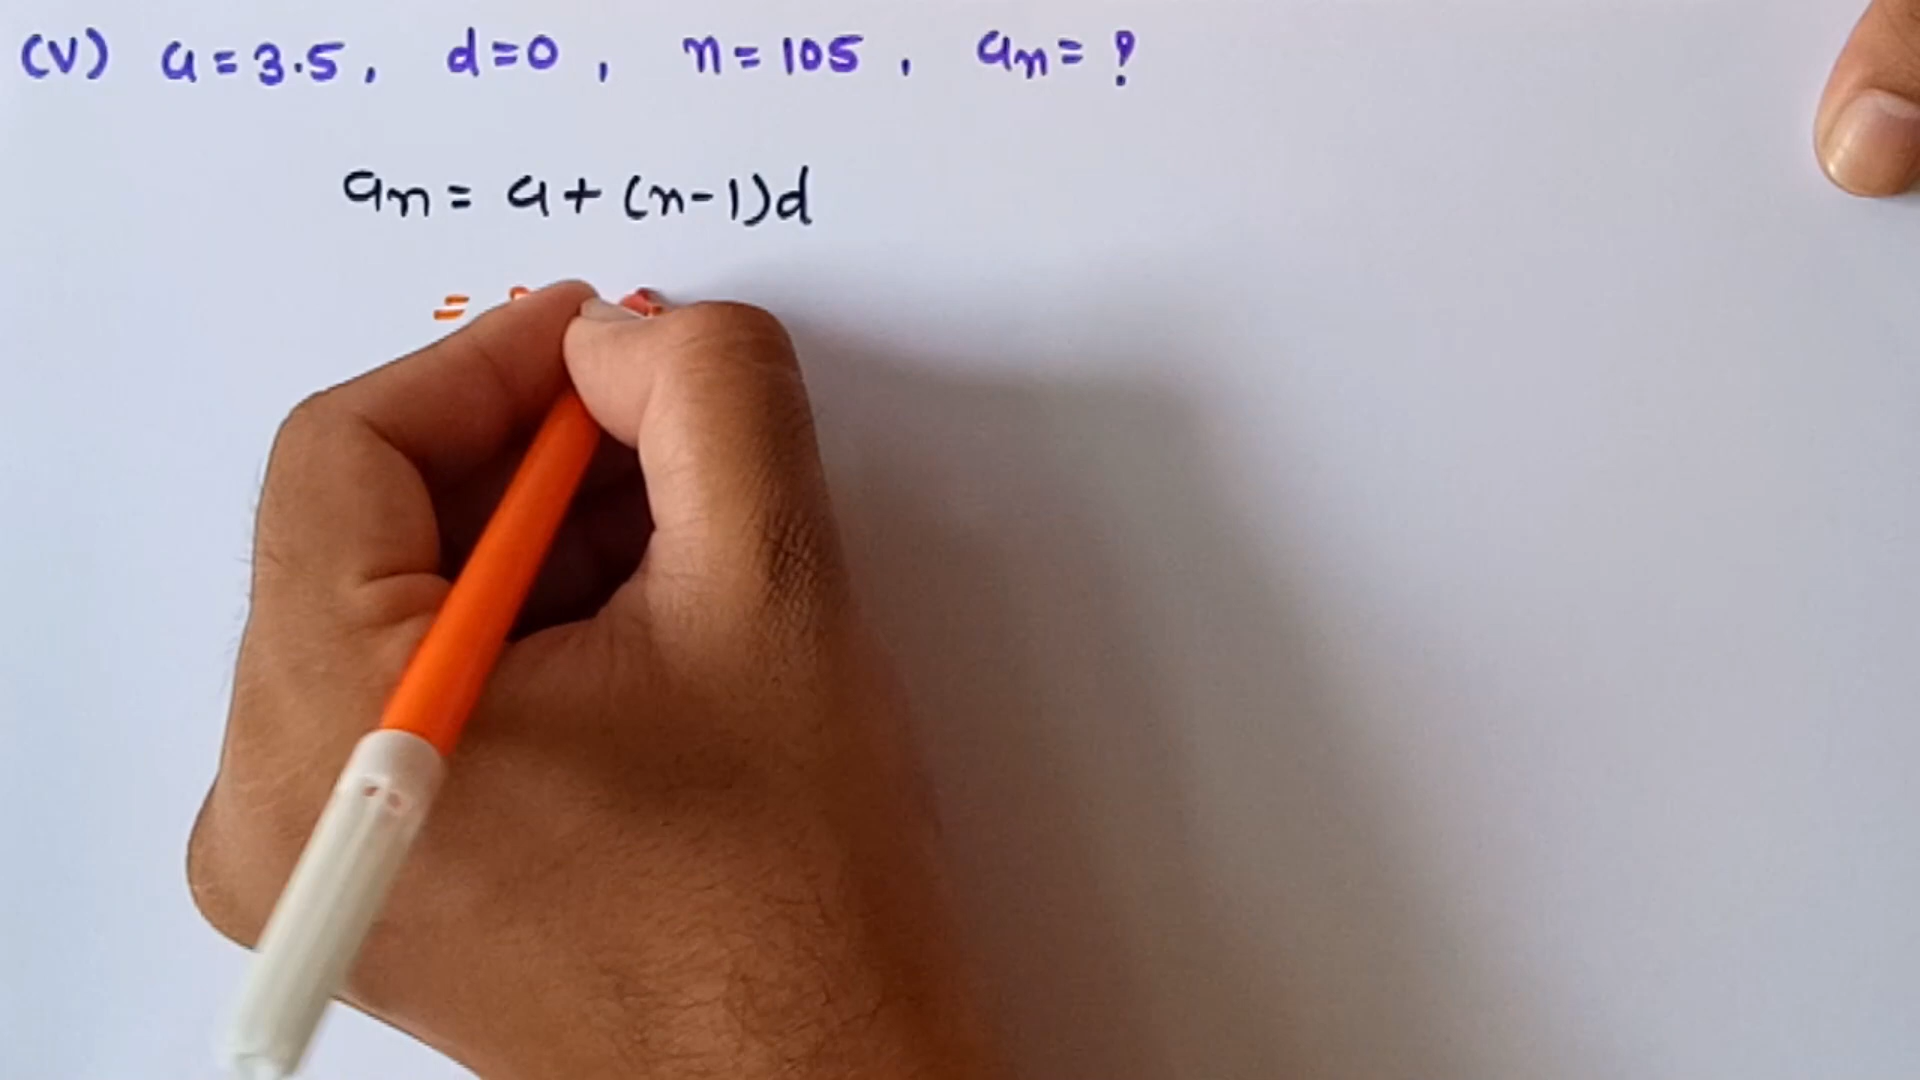 (V) a = 3.5, d = 0, n = 105, an = ?
an = a + (n-1)d
=